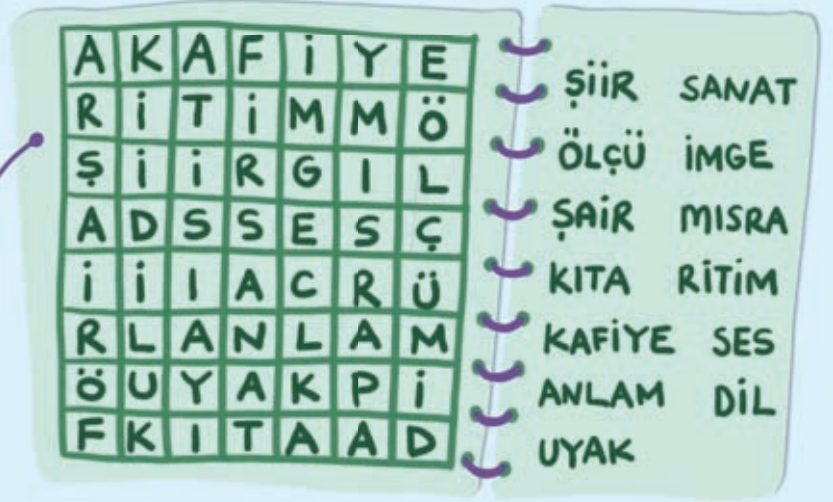 A K A F İ Y E
R İ T İ M M Ö
Ş İ İ R G I L
A D S S E S Ç
İ İ I A C R Ü
R L A N L A M
Ö U Y A K P İ
F K I T A A D
ŞİİR SANAT
ÖLÇÜ İMGE
ŞAİR MISRA
KITA RİTİM
KAFİYE SES
ANLAM DİL
UYAK